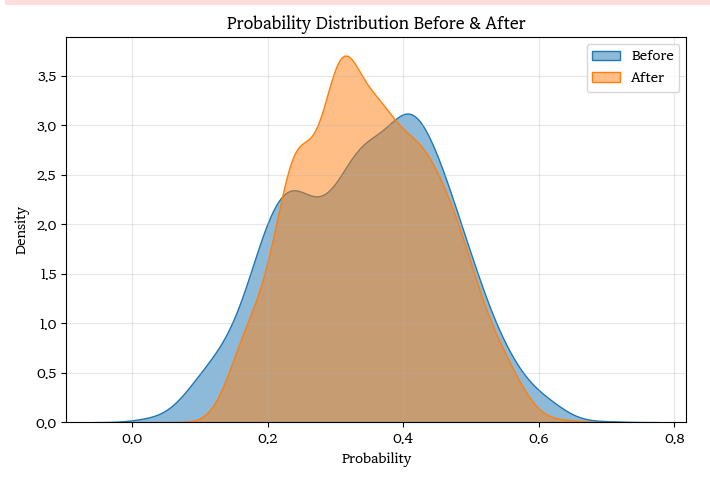 Probability Distribution Before & After
Before
After
3,5
3,0
2,5
2,0
1,5
1,0
0,5
0,0
Density
0,0 0,2 0,4 0,6 0,8
Probability